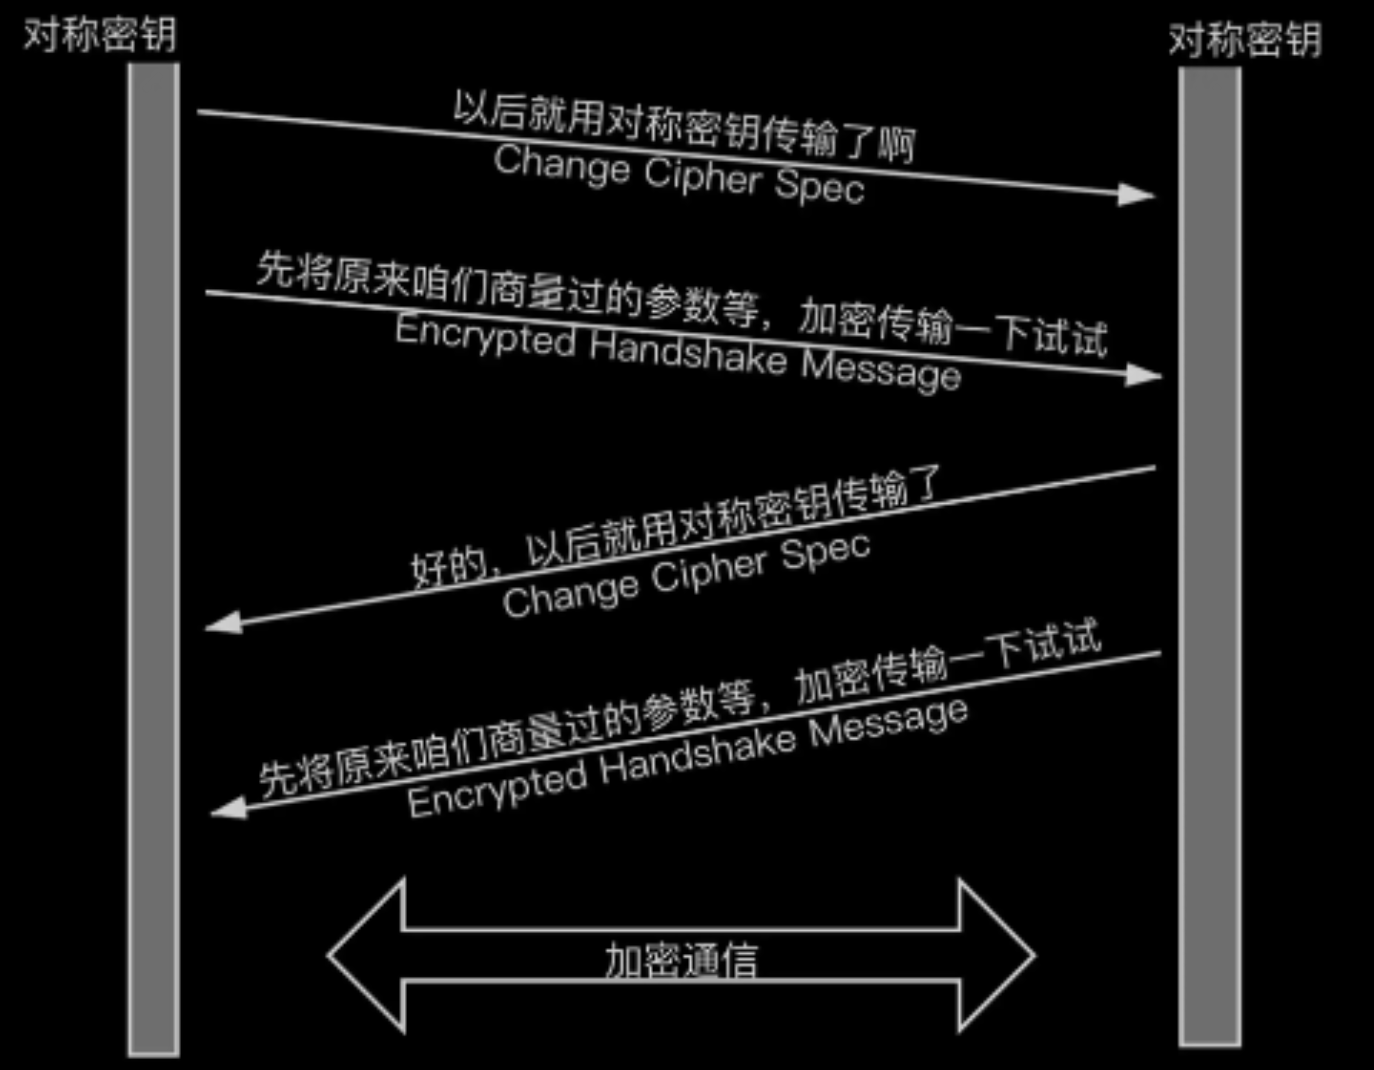 对称密钥
对称密钥
以后就用对称密钥传输了啊
Change Cipher Spec
先将原来咱们商量过的参数等，加密传输一下试试
Encrypted Handshake Message
好的，以后就用对称密钥传输了
Change Cipher Spec
先将原来咱们商量过的参数等，加密传输一下试试
Encrypted Handshake Message
加密通信